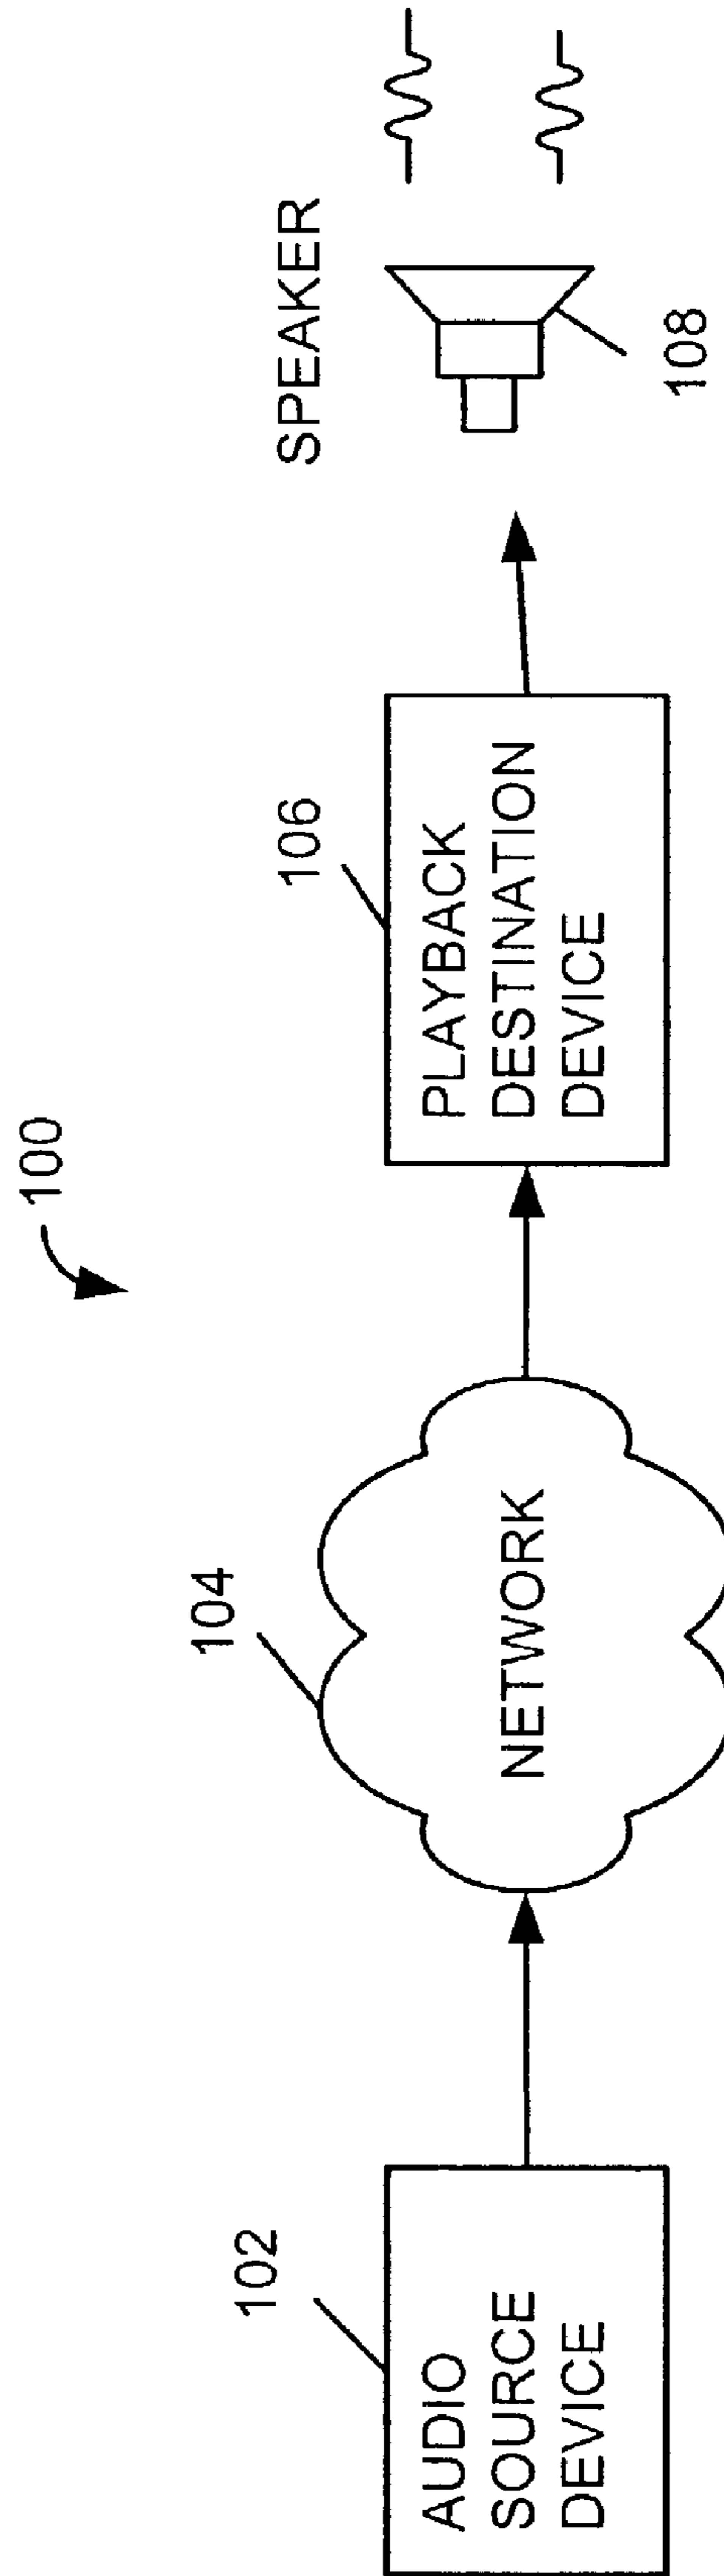 100
102
AUDIO
SOURCE
DEVICE
104
NETWORK
106
PLAYBACK
DESTINATION
DEVICE
SPEAKER
108